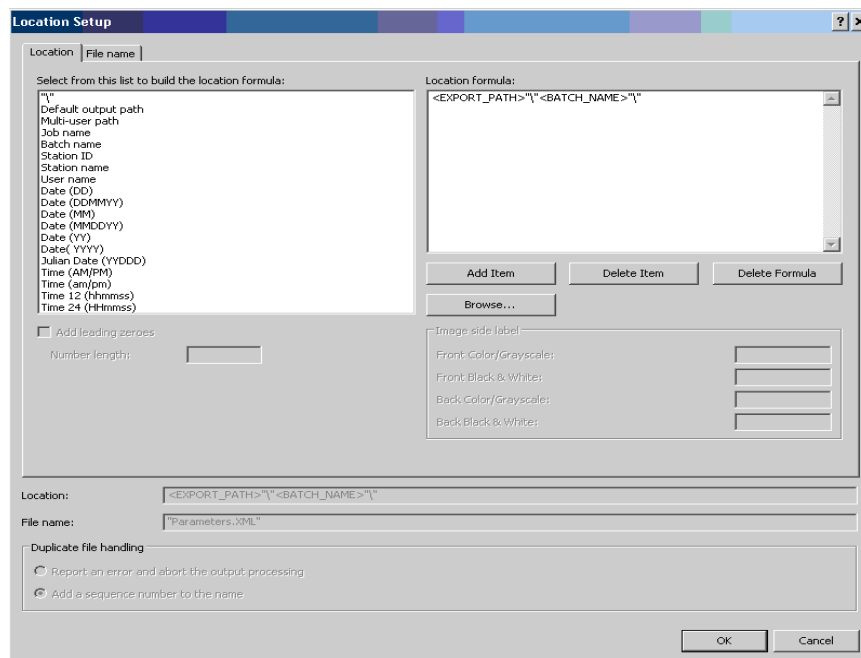 Location Setup
Location
File name
Select from this list to build the location formula:
"\"
Default output path
Multi-user path
Job name
Batch name
Station ID
Station name
User name
Date (DD)
Date (DDMMYY)
Date (MM)
Date (MMDDYY)
Date (YY)
Date( YYYY)
Julian Date (YYDDD)
Time (AM/PM)
Time (am/pm)
Time 12 (hhmmss)
Time 24 (HHmmss)
Add leading zeroes
Number length:
Location formula:
<EXPORT_PATH>"\"<BATCH_NAME>"\"
Add Item
Delete Item
Delete Formula
Browse...
Image side label
Front Color/Grayscale:
Front Black & White:
Back Color/Grayscale:
Back Black & White:
Location:
<EXPORT_PATH>"\"<BATCH_NAME>"\"
File name:
"Parameters.XML"
Duplicate file handling
Report an error and abort the output processing
Add a sequence number to the name
OK
Cancel